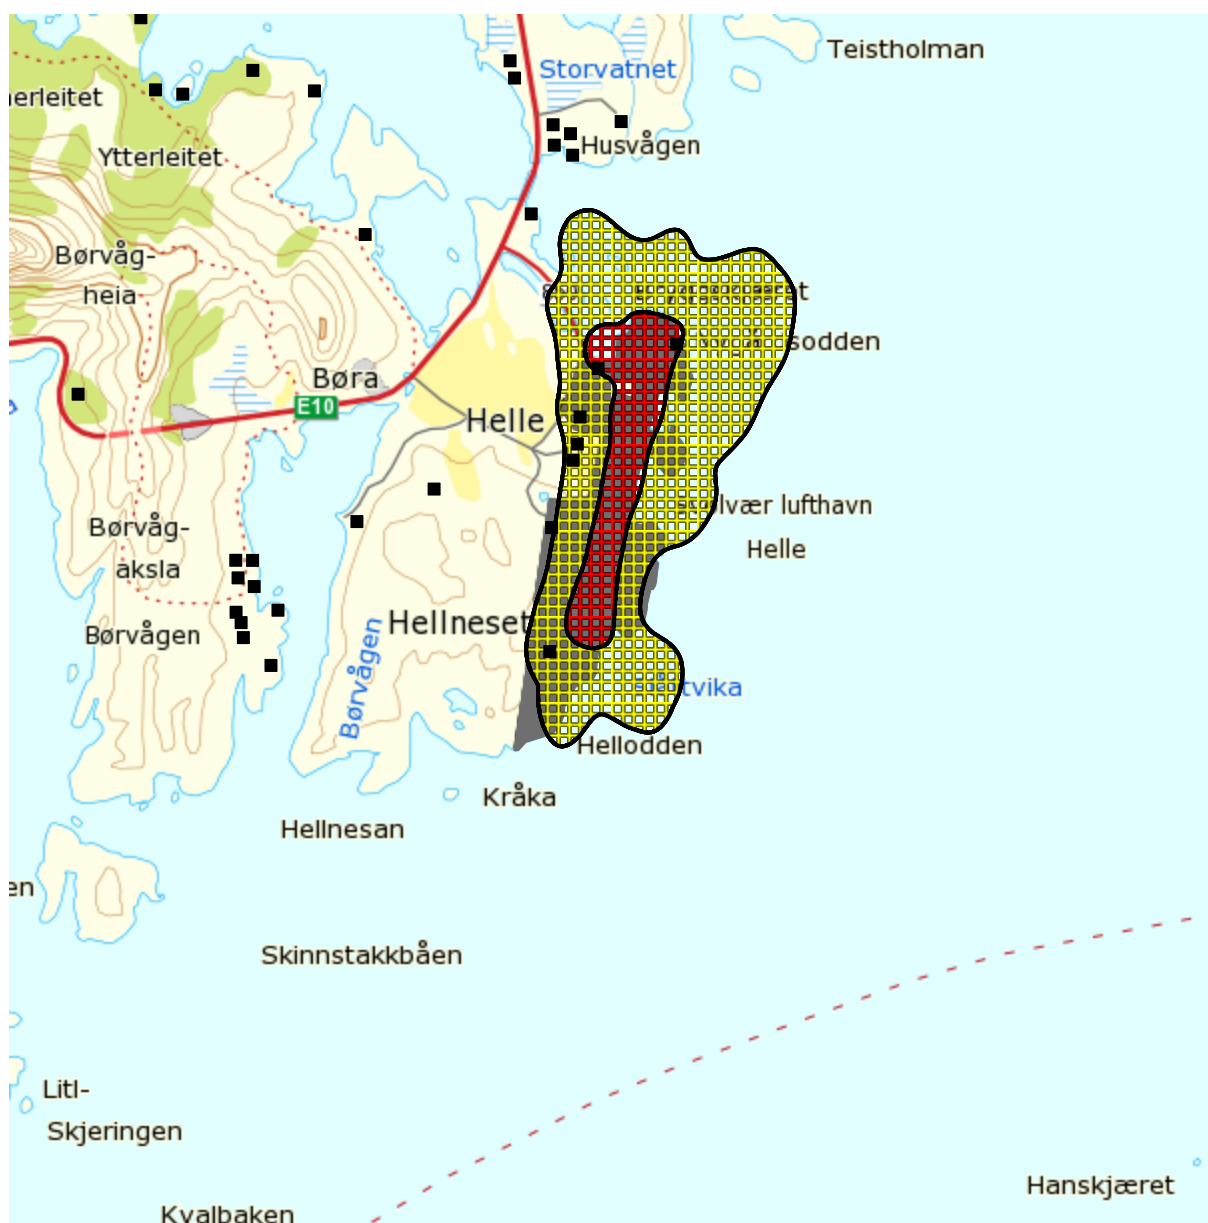 Teistholman
Storvatnet
erleitet
Husvågen
Ytterleitet
Børvåg-
heia
sodden
Børa
E10
Helle
lvær lufthavn
Børvåg-
Helle
aksla
Hellneset
Børvågen
Børvågen
tvika
Hellodden
Kråka
Hellnesan
en
Skinnstakkbåen
Litl-
Skjeringen
Hanskjæret
Kvalbaken